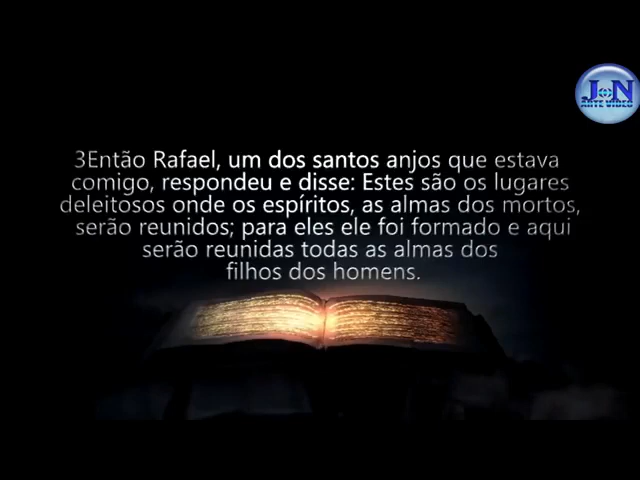 J N
ARTE VIDEO
3Então Rafael, um dos santos anjos que estava
comigo, respondeu e disse: Estes são os lugares
deleitosos onde os espíritos, as almas dos mortos,
serão reunidos; para eles ele foi formado e aqui
serão reunidas todas as almas dos
filhos dos homens.